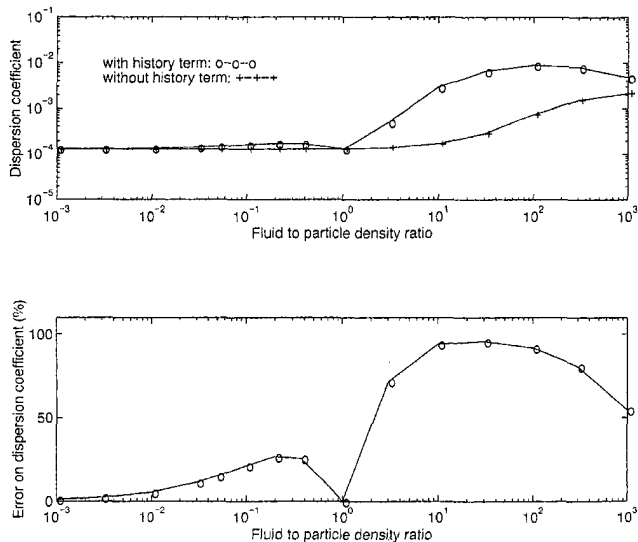 10⁻¹
10⁻²
10⁻³
10⁻⁴
10⁻⁵
Dispersion coefficient
with history term: o-o-o
without history term: +-+-+
10⁻³ 10⁻² 10⁻¹ 10⁰ 10¹ 10² 10³
Fluid to particle density ratio
100
50
0
Error on dispersion coefficient (%)
10⁻³ 10⁻² 10⁻¹ 10⁰ 10¹ 10² 10³
Fluid to particle density ratio